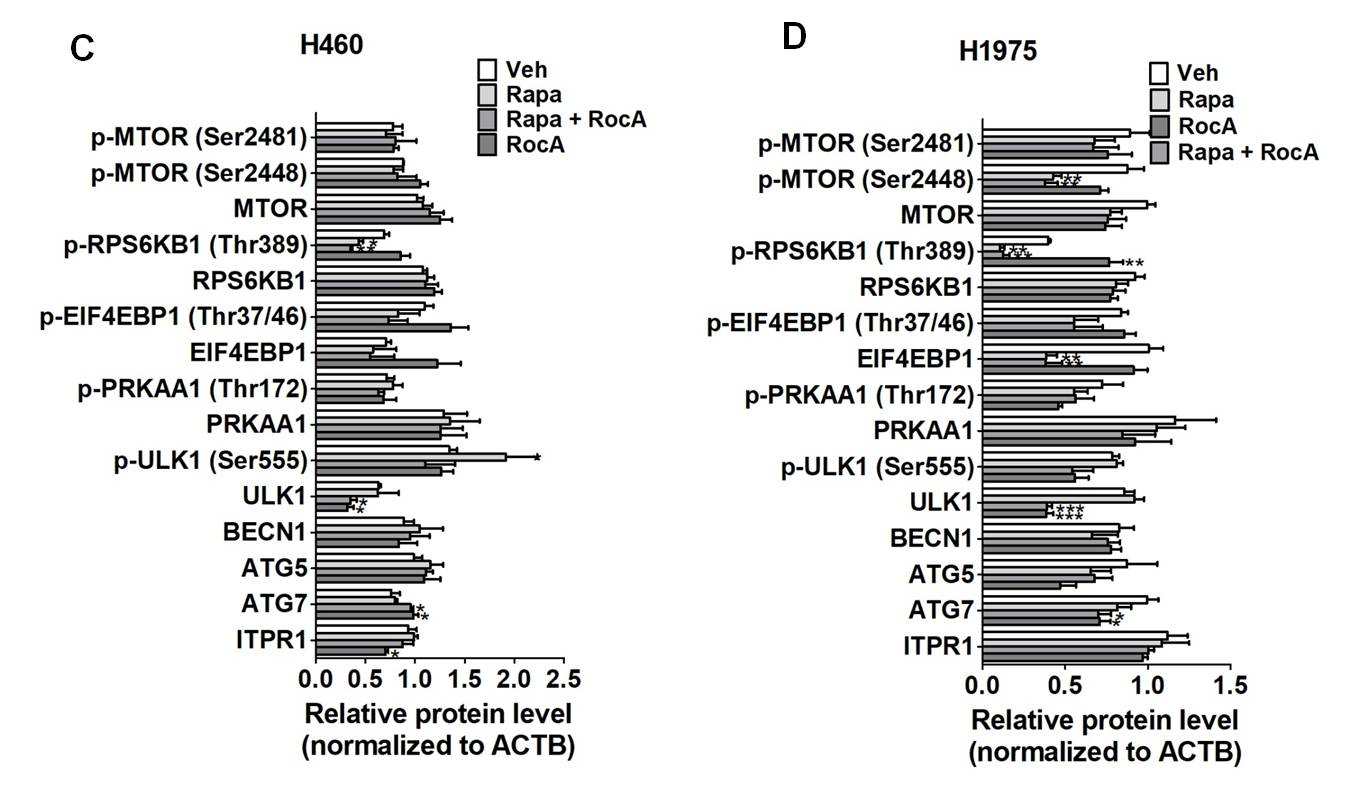 C
H460
Veh
Rapa
Rapa + RocA
RocA
p-MTOR (Ser2481)
p-MTOR (Ser2448)
MTOR
p-RPS6KB1 (Thr389)
**
**
RPS6KB1
p-EIF4EBP1 (Thr37/46)
EIF4EBP1
p-PRKAA1 (Thr172)
PRKAA1
p-ULK1 (Ser555)
*
ULK1
*
*
BECN1
ATG5
ATG7
*
*
ITPR1
*
0.0 0.5 1.0 1.5 2.0 2.5
Relative protein level
(normalized to ACTB)
D
H1975
Veh
Rapa
RocA
Rapa + RocA
p-MTOR (Ser2481)
p-MTOR (Ser2448)
**
**
MTOR
p-RPS6KB1 (Thr389)
**
***
**
RPS6KB1
p-EIF4EBP1 (Thr37/46)
EIF4EBP1
**
**
p-PRKAA1 (Thr172)
PRKAA1
p-ULK1 (Ser555)
ULK1
***
***
BECN1
ATG5
ATG7
*
*
ITPR1
0.0 0.5 1.0 1.5
Relative protein level
(normalized to ACTB)